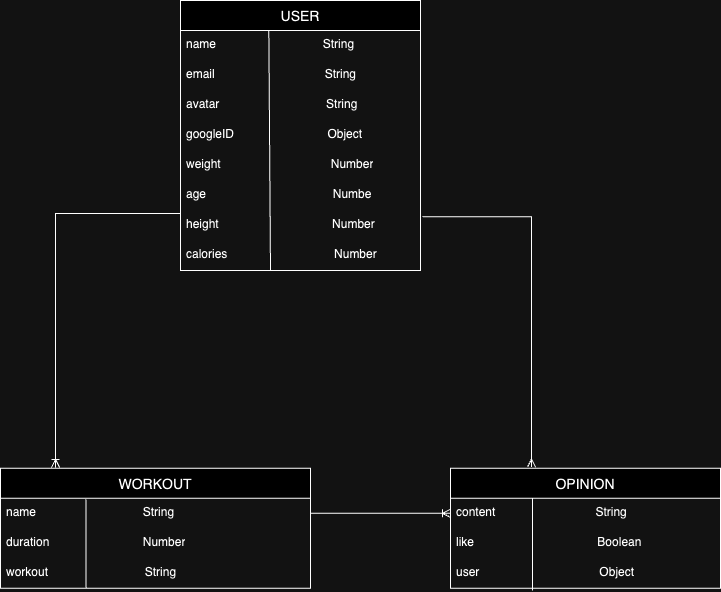 USER
name String
email String
avatar String
googleID Object
weight Number
age Numbe
height Number
calories Number
WORKOUT
name String
duration Number
workout String
OPINION
content String
like Boolean
user Object